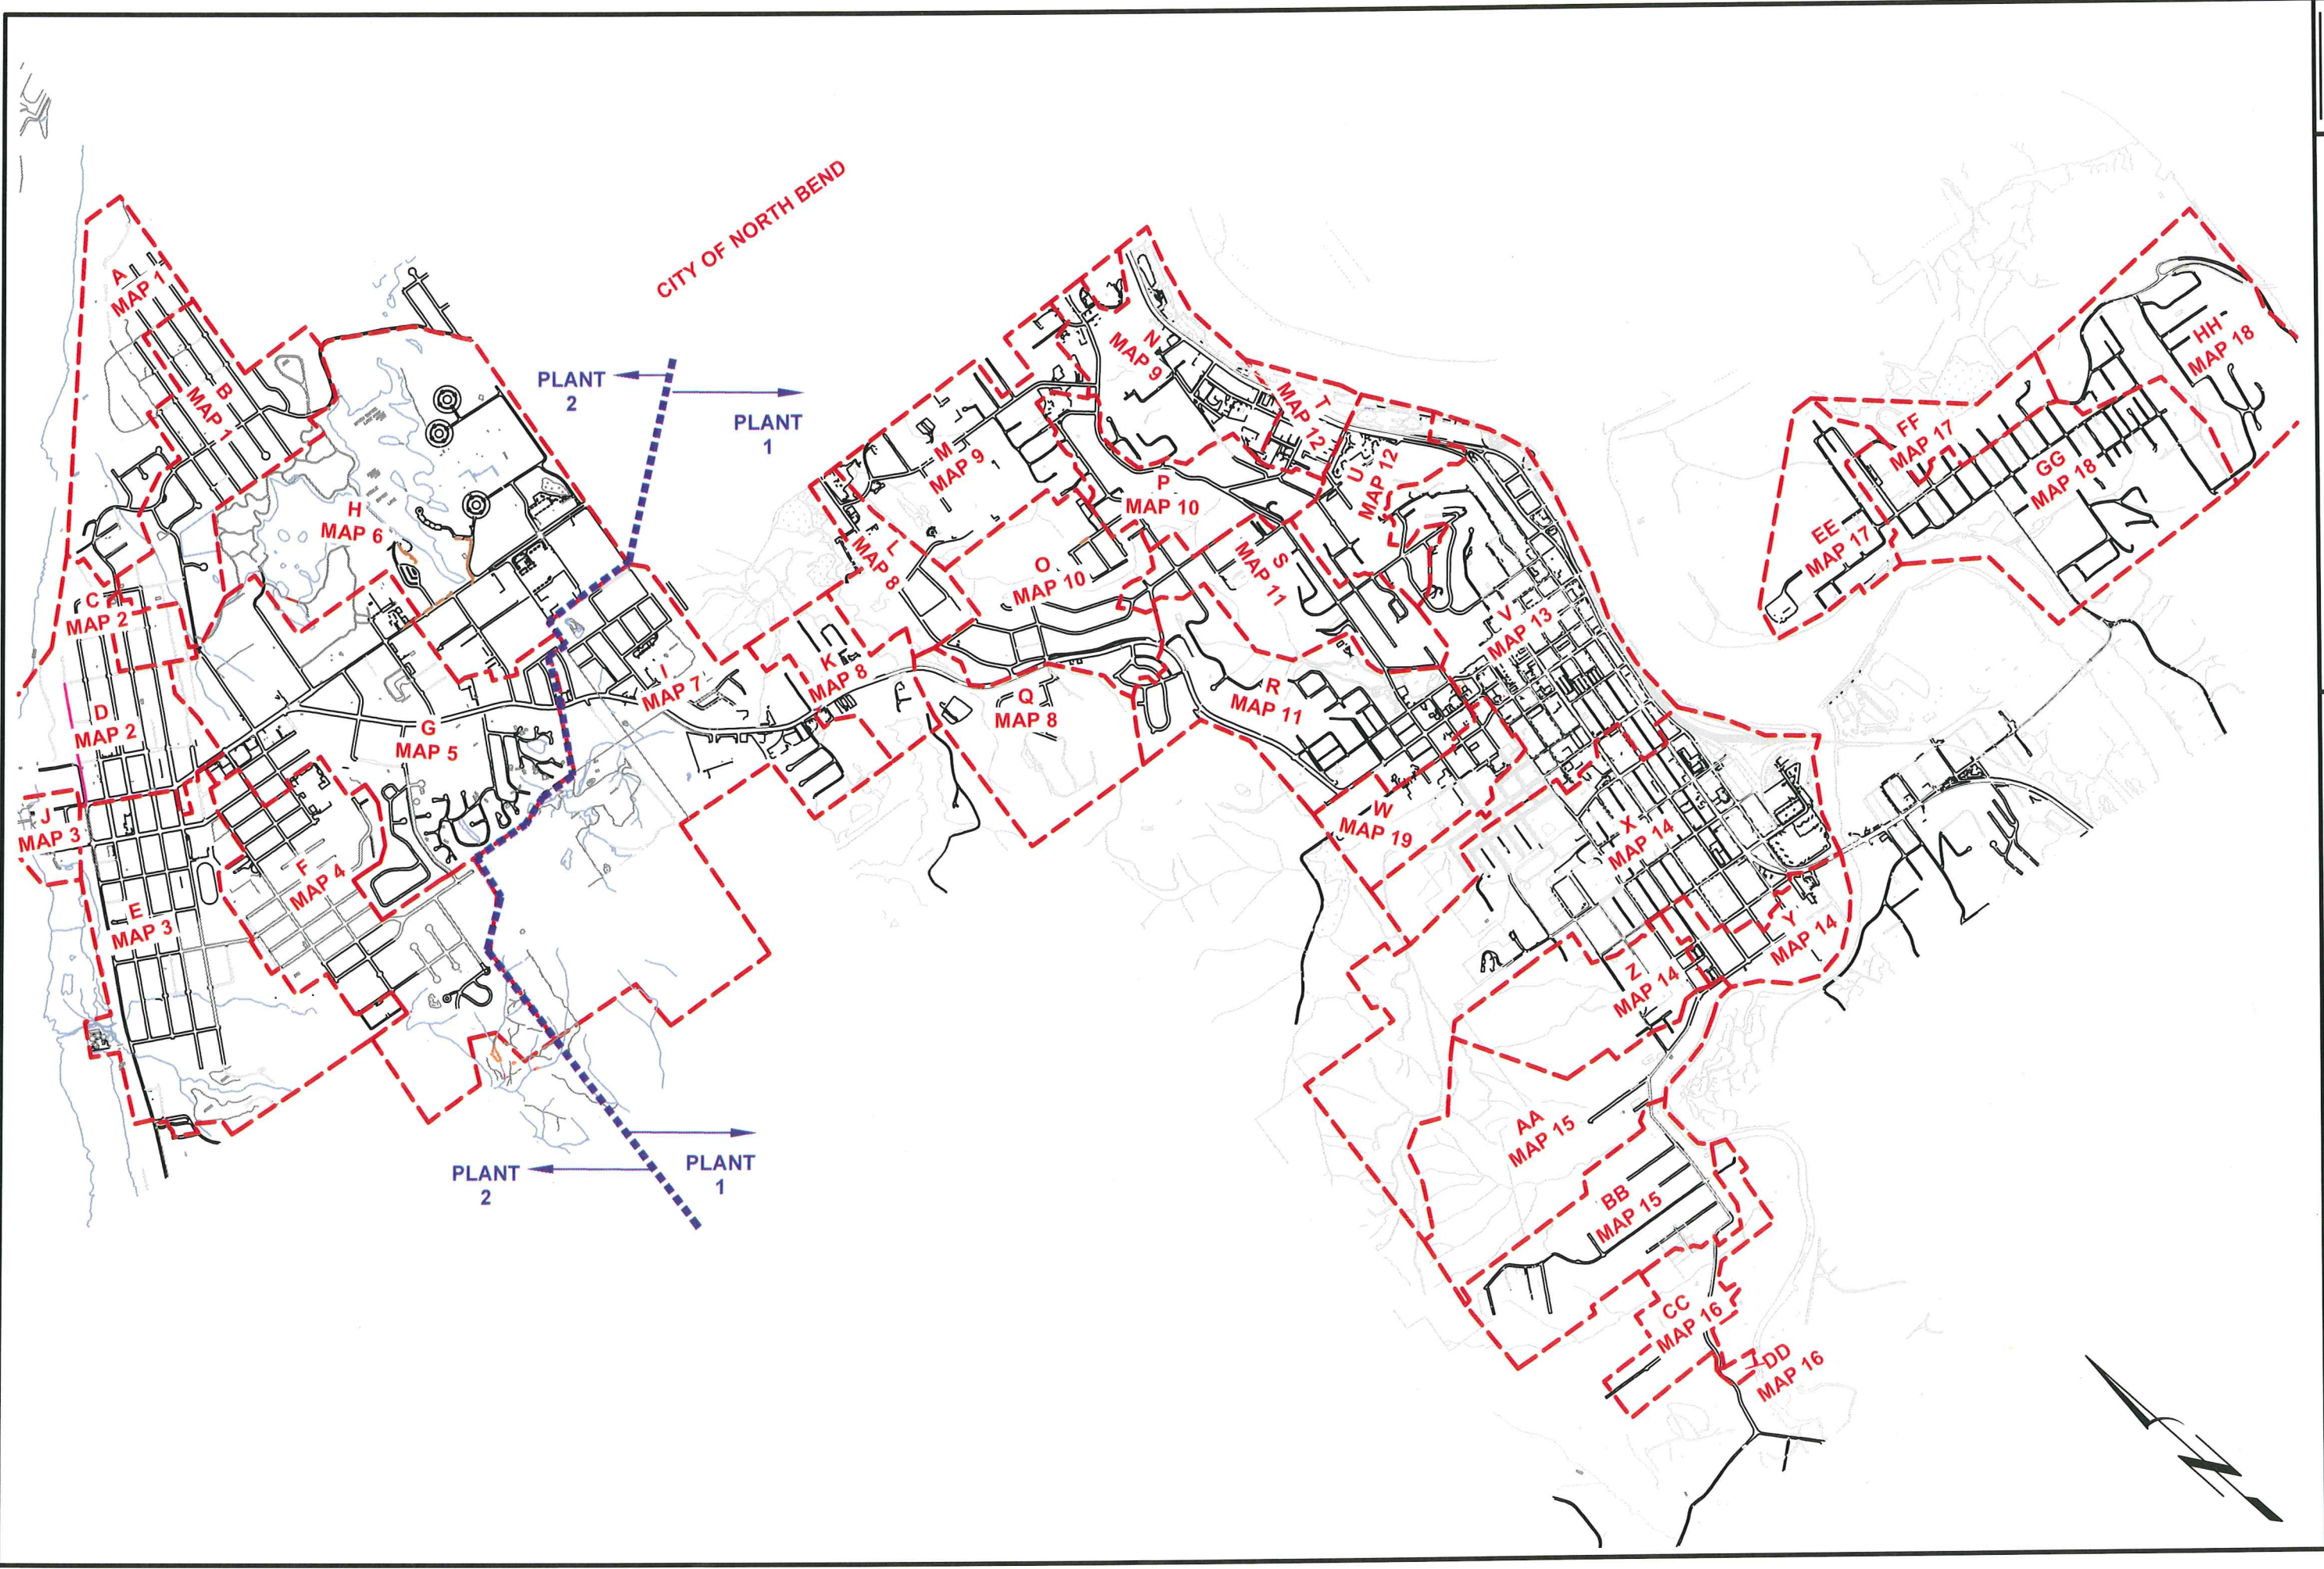 CITY OF NORTH BEND
A
MAP 1
B
MAP 1
PLANT
2
PLANT
1
H
MAP 6
C
MAP 2
D
MAP 2
G
MAP 5
I
MAP 7
J
MAP 3
F
MAP 4
E
MAP 3
PLANT
2
PLANT
1
K
MAP 8
L
MAP 8
M
MAP 9
N
MAP 9
O
MAP 10
P
MAP 10
Q
MAP 8
R
MAP 11
S
MAP 11
T
MAP 12
U
MAP 12
V
MAP 13
W
MAP 19
X
MAP 14
Y
MAP 14
Z
MAP 14
AA
MAP 15
BB
MAP 15
CC
MAP 16
DD
MAP 16
EE
MAP 17
FF
MAP 17
GG
MAP 18
HH
MAP 18
N